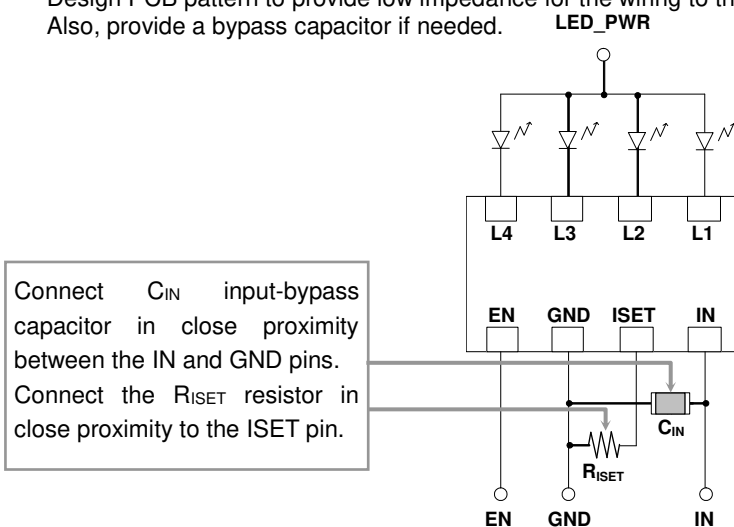 Design PCB pattern to provide low impedance for the wiring to th
Also, provide a bypass capacitor if needed.
LED_PWR
L4 L3 L2 L1
Connect CIN input-bypass
capacitor in close proximity
between the IN and GND pins.
Connect the RISET resistor in
close proximity to the ISET pin.
EN GND ISET IN
CIN
RISET
EN GND IN